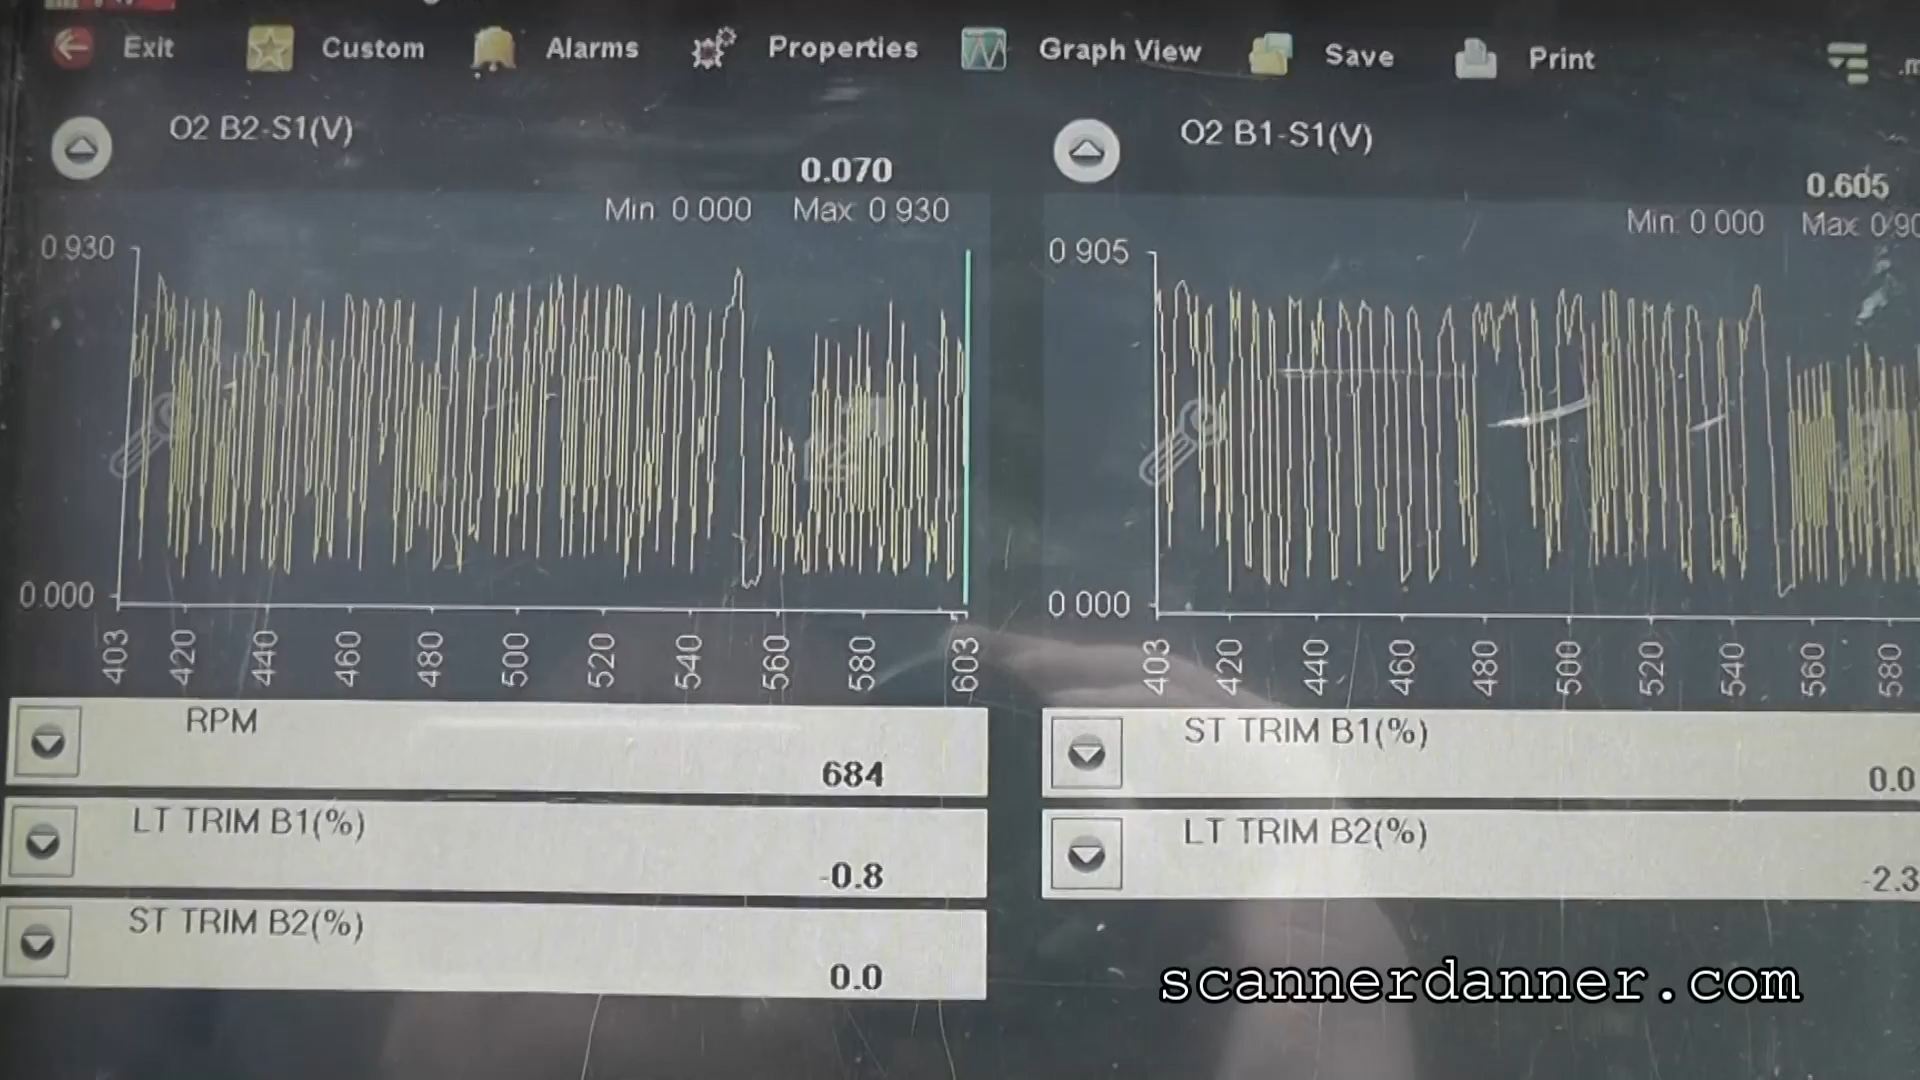 Exit Custom Alarms Properties Graph View Save Print
O2 B2-S1(V)
0.070
Min 0.000 Max 0.930
0.930
0.000
403 420 440 460 480 500 520 540 560 580 603
O2 B1-S1(V)
0.605
Min: 0.000 Max 0.90
0.905
0.000
403 420 440 460 480 500 520 540 560 580
RPM
684
ST TRIM B1(%)
0.0
LT TRIM B1(%)
-0.8
LT TRIM B2(%)
-2.3
ST TRIM B2(%)
0.0
scannerdanner.com